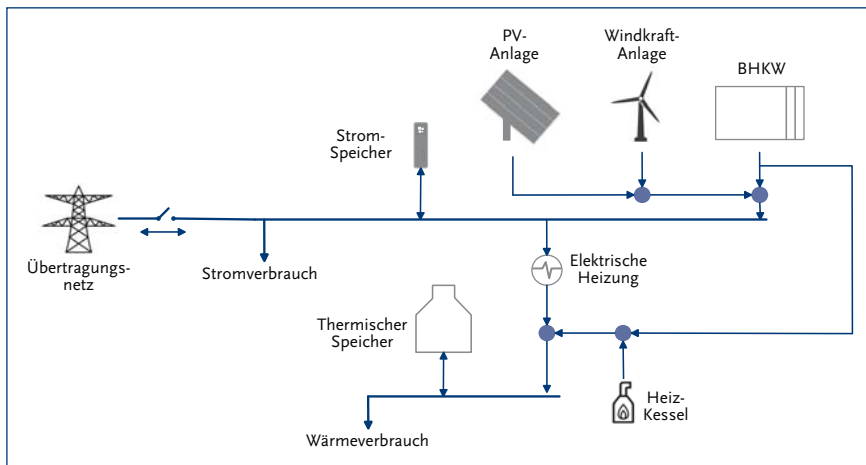 PV-
Anlage
Windkraft-
Anlage
BHKW
Strom-
Speicher
Übertragungs-
netz
Stromverbrauch
Elektrische
Heizung
Thermischer
Speicher
Heiz-
Kessel
Wärmeverbrauch